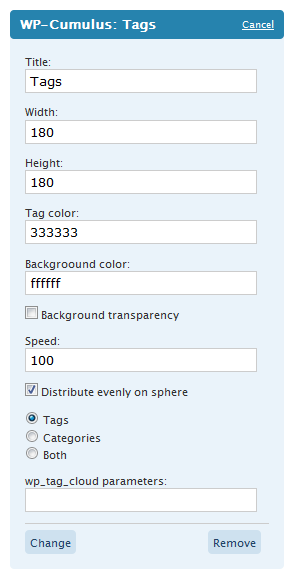 WP-Cumulus: Tags Cancel
Title:
Tags
Width:
180
Height:
180
Tag color:
333333
Backgroound color:
ffffff
Background transparency
Speed:
100
Distribute evenly on sphere
Tags
Categories
Both
wp_tag_cloud parameters:
Change Remove